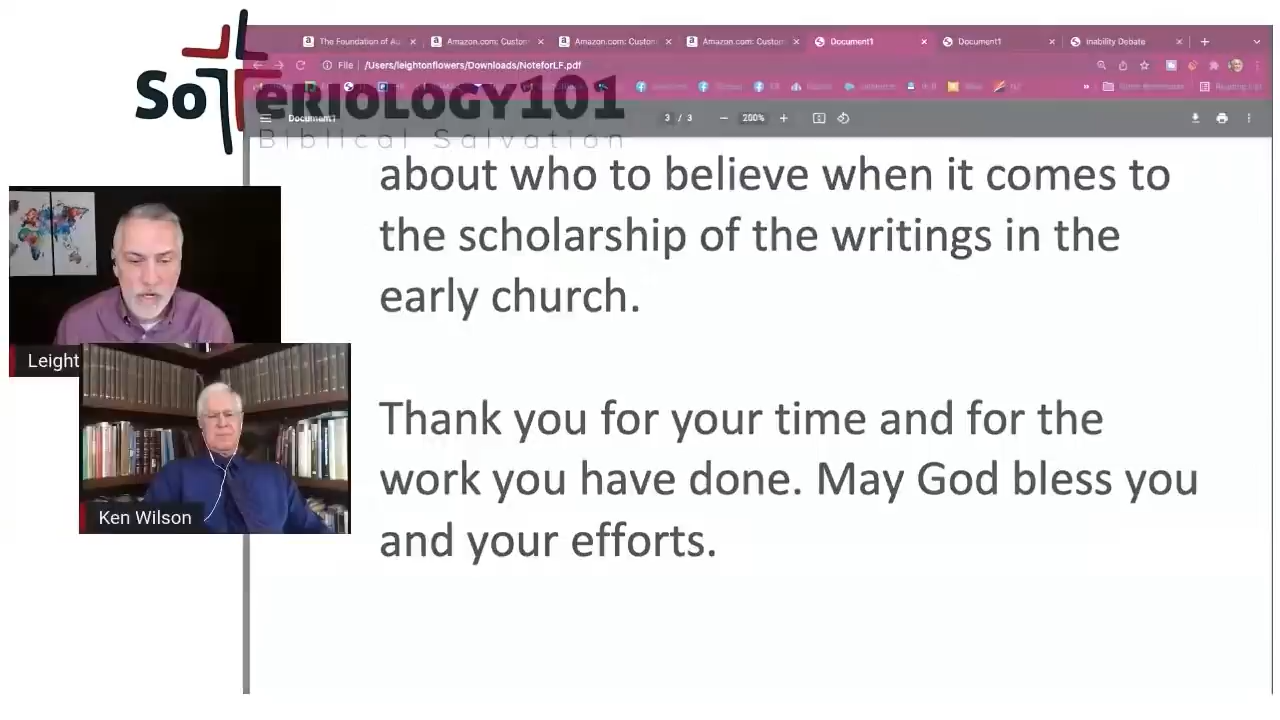 The Foundation of Au
Amazon.com: Custom
Amazon.com: Custom
Amazon.com: Custom
Document1
Document1
Inability Debate
File
/Users/leightonflowers/Downloads/NoteforLF.pdf
Reading List
SoTeRIOLOGY101
Biblical Salvation
Document1
3 / 3
200%
about who to believe when it comes to
the scholarship of the writings in the
early church.
Thank you for your time and for the
work you have done. May God bless you
and your efforts.
Leight
Ken Wilson